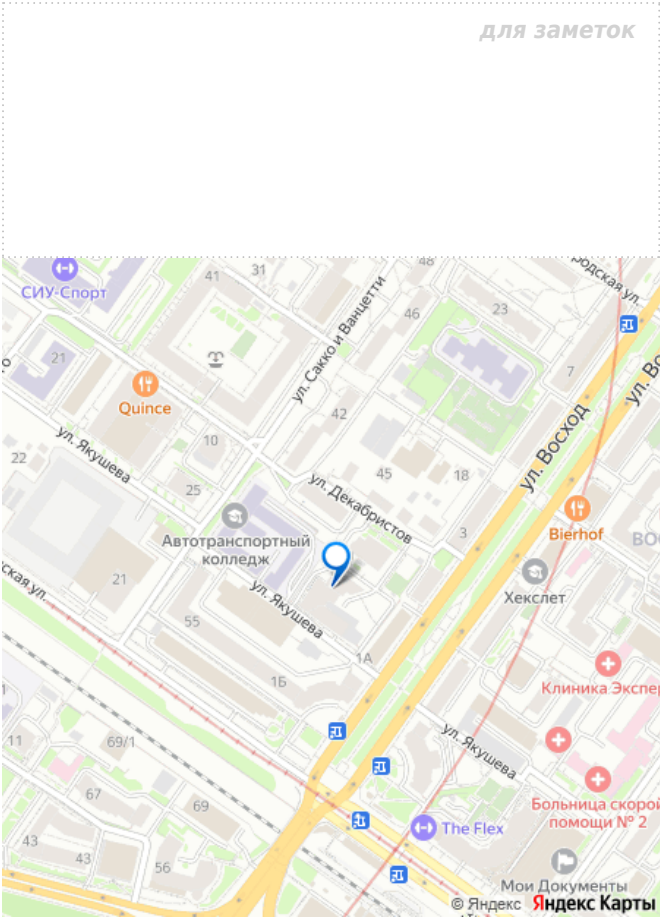 для заметок
48
родская ул.
31
41
СИУ-Спорт
ул. Сакко и Ванцетти
46
23
21
7
ул. Во
Quince
42
ул. Восход
10
ул. Якушева
22
25
45
18
ул. Декабристов
3
Bierhof
ВОС
Автотранспортный
колледж
Хекслет
ская ул.
21
ул. Якушева
55
1А
1Б
Клиника Экспер
11
69/1
ул. Якушева
67
69
Больница скорой
помощи № 2
The Flex
43
43
56
Мои Документы
© Яндекс Яндекс Карты